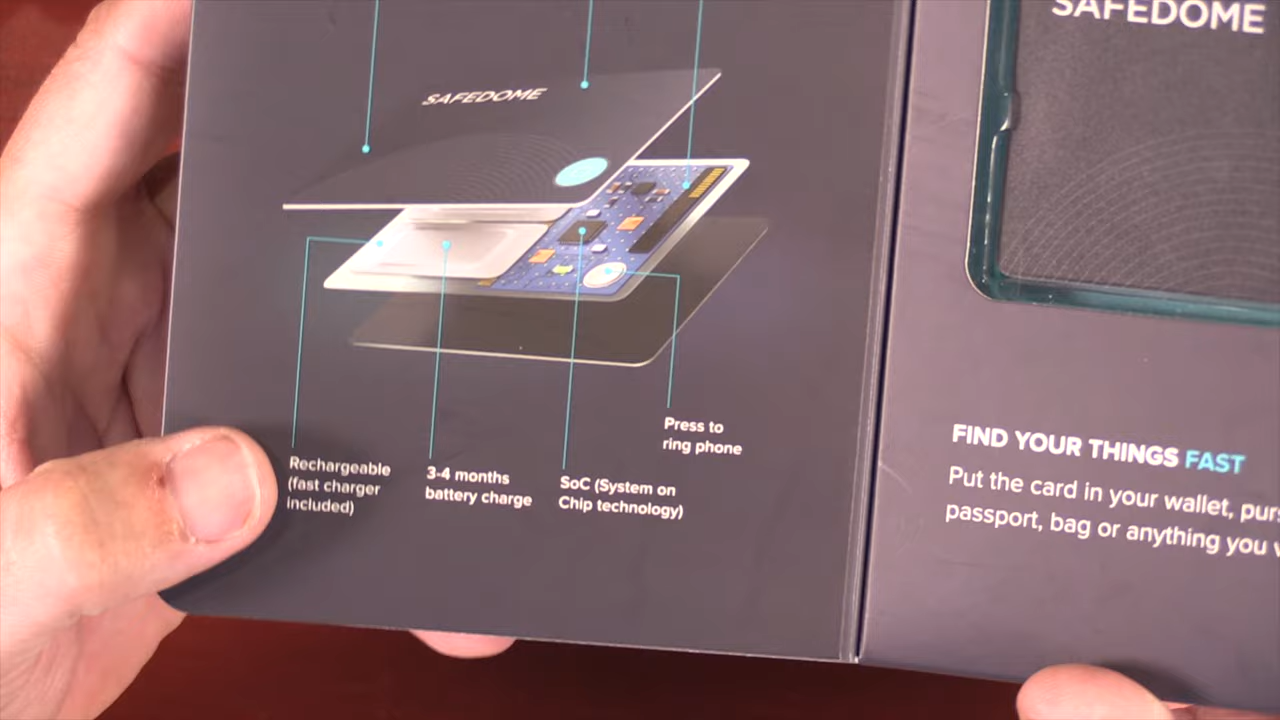 SAFEDOME
SAFEDOME
Rechargeable
(fast charger
included)
3-4 months
battery charge
SoC (System on
Chip technology)
Press to
ring phone
FIND YOUR THINGS FAST
Put the card in your wallet,
passport, bag or anything you